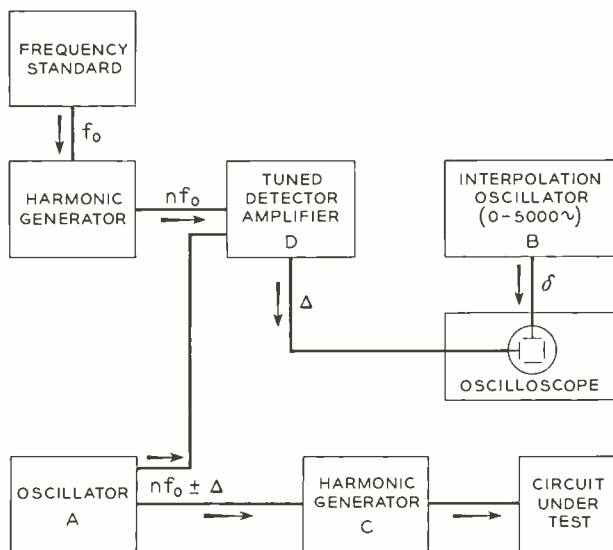 FREQUENCY
STANDARD
f₀
HARMONIC
GENERATOR
nf₀
TUNED
DETECTOR
AMPLIFIER
D
INTERPOLATION
OSCILLATOR
(0-5000~)
B
δ
Δ
OSCILLOSCOPE
OSCILLATOR
A
nf₀ ± Δ
HARMONIC
GENERATOR
C
CIRCUIT
UNDER
TEST